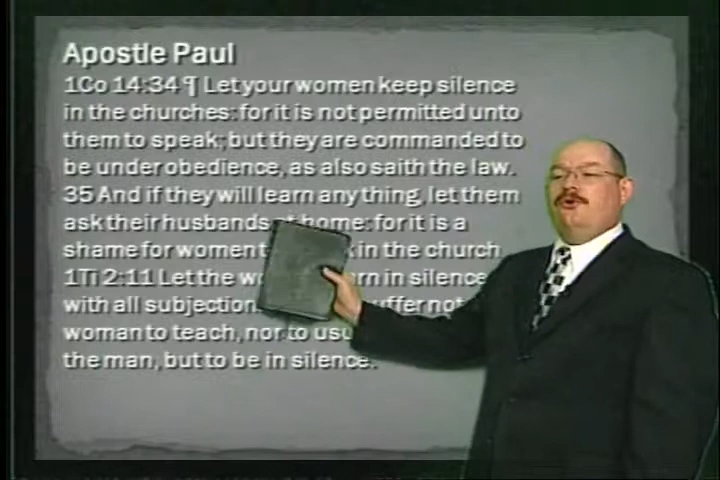 Apostle Paul
1Co 14:34 ¶ Let your women keep silence
in the churches: for it is not permitted unto
them to speak; but they are commanded to
be under obedience, as also saith the law.
35 And if they will learn any thing, let them
ask their husbands at home: for it is a
shame for women in the church
1Ti 2:11 Let the in silence
with all subjection not
woman to teach, nor to
the man, but to be in silence.